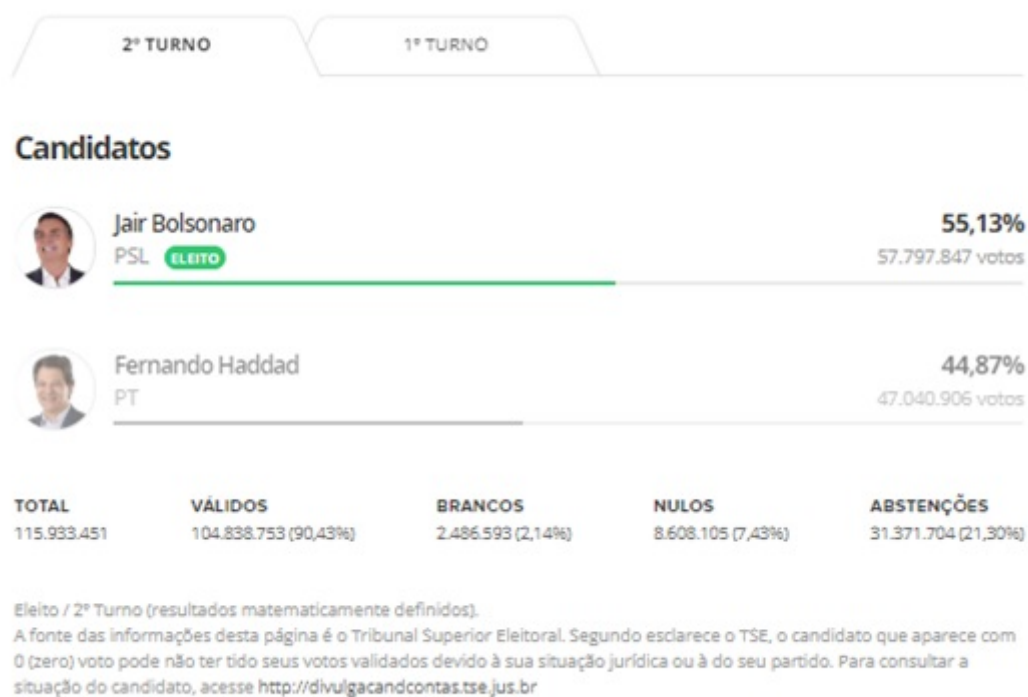 2º TURNO
1º TURNO
Candidatos
Jair Bolsonaro
55,13%
PSL ELEITO
57.797.847 votos
Fernando Haddad
44,87%
PT
47.040.906 votos
TOTAL VÁLIDOS BRANCOS NULOS ABSTENÇÕES
115.933.451 104.838.753 (90,43%) 2.486.593 (2,14%) 8.608.105 (7,43%) 31.371.704 (21,30%)
Eleito / 2º Turno (resultados matematicamente definidos).
A fonte das informações desta página é o Tribunal Superior Eleitoral. Segundo esclarece o TSE, o candidato que aparece com
0 (zero) voto pode não ter tido seus votos validados devido à sua situação jurídica ou à do seu partido. Para consultar a
situação do candidato, acesse http://divulgacandcontas.tse.jus.br